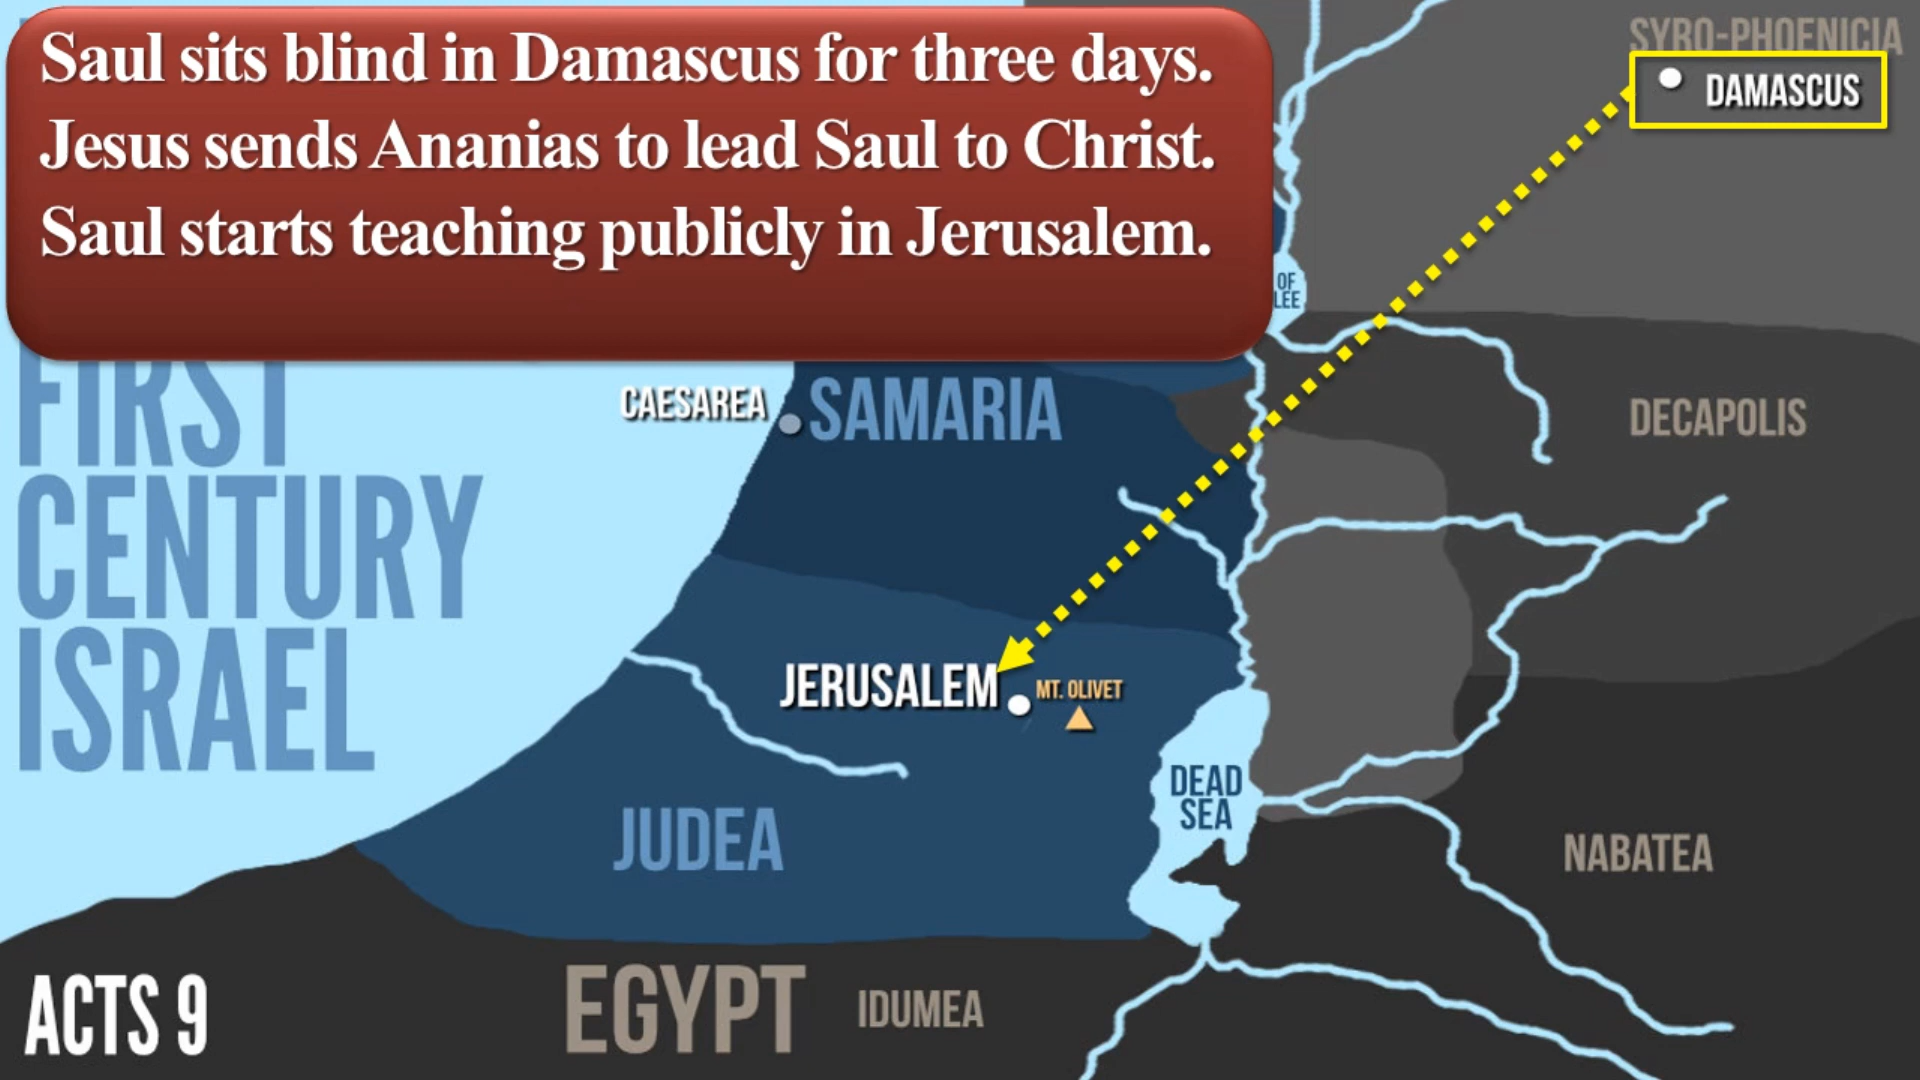 Saul sits blind in Damascus for three days.
Jesus sends Ananias to lead Saul to Christ.
Saul starts teaching publicly in Jerusalem.
SYRO-PHOENICIA
DAMASCUS
OF
LEE
FIRST
CENTURY
ISRAEL
CAESAREA
SAMARIA
DECAPOLIS
JERUSALEM
MT. OLIVET
DEAD
SEA
JUDEA
NABATEA
EGYPT
IDUMEA
ACTS 9